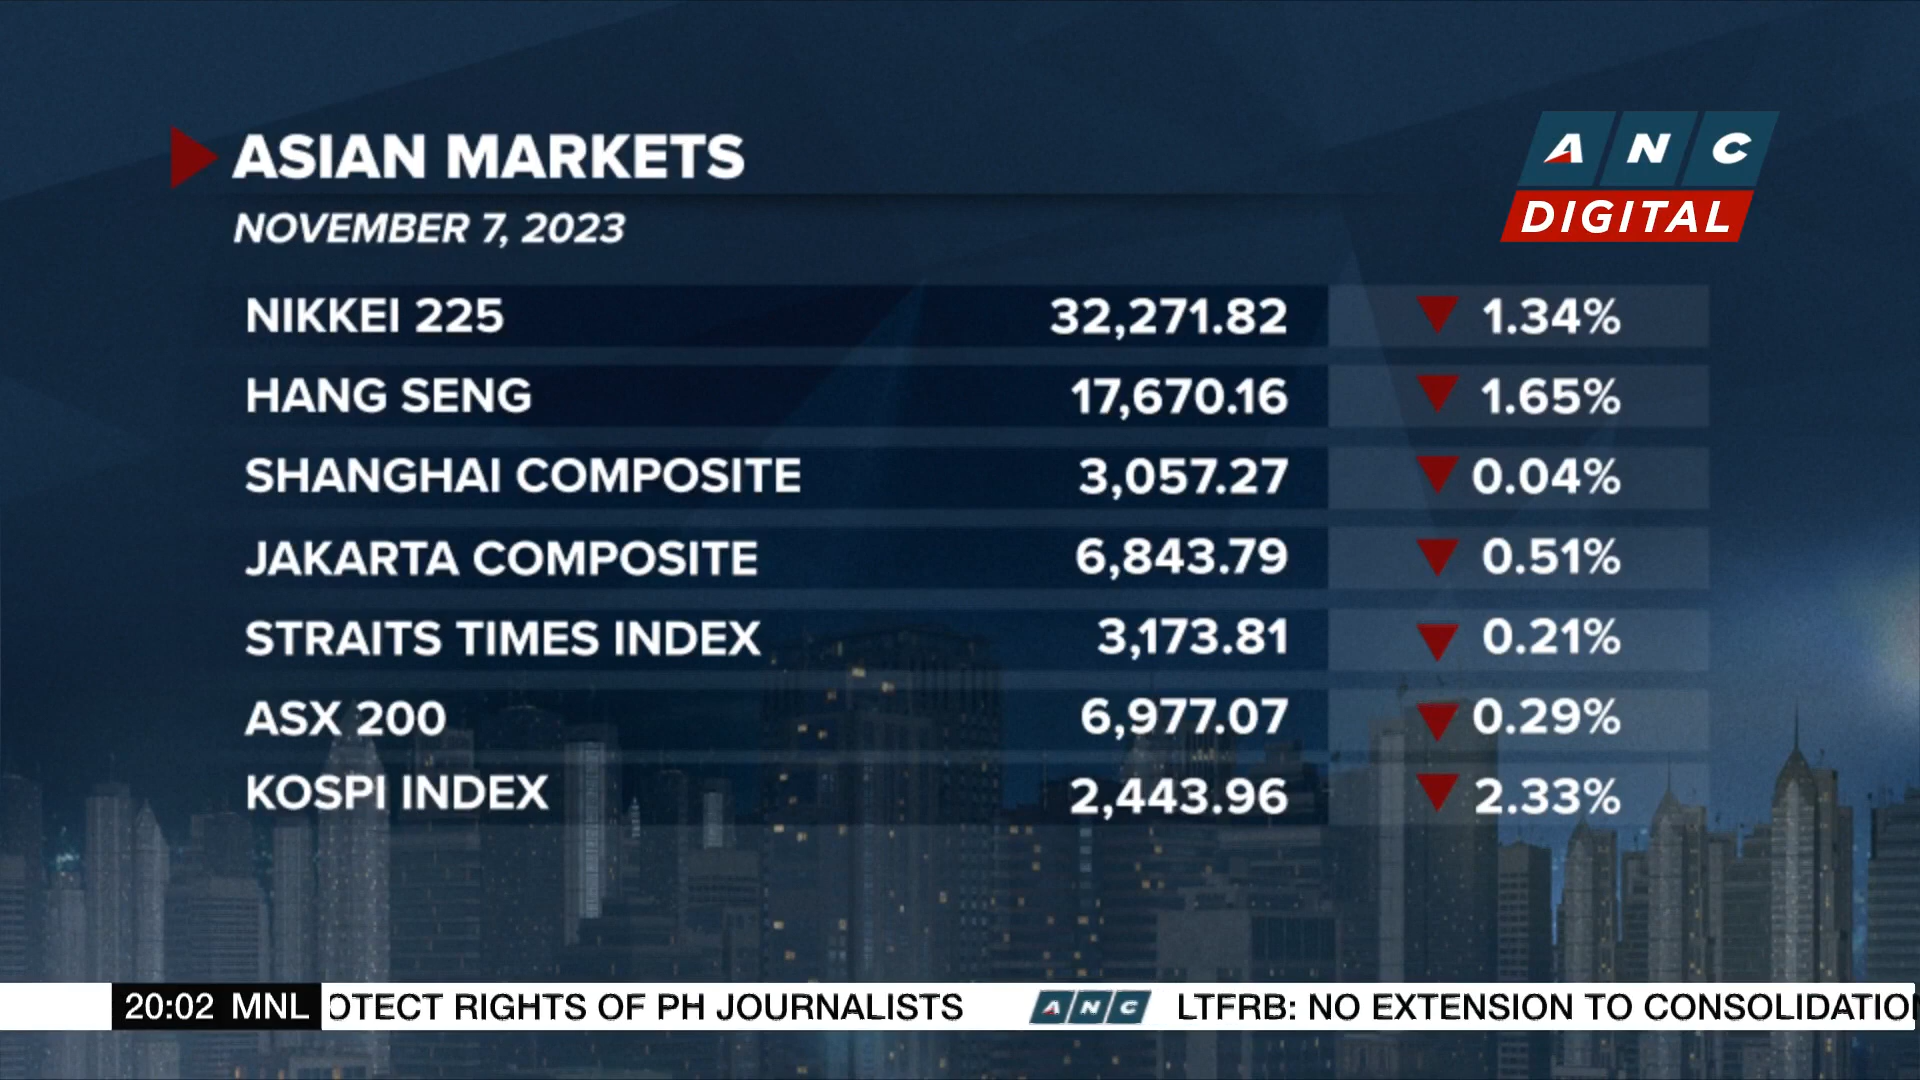 ASIAN MARKETS
NOVEMBER 7, 2023
ANC
DIGITAL
NIKKEI 225 32,271.82 1.34%
HANG SENG 17,670.16 1.65%
SHANGHAI COMPOSITE 3,057.27 0.04%
JAKARTA COMPOSITE 6,843.79 0.51%
STRAITS TIMES INDEX 3,173.81 0.21%
ASX 200 6,977.07 0.29%
KOSPI INDEX 2,443.96 2.33%
20:02 MNL OTECT RIGHTS OF PH JOURNALISTS ANC LTFRB: NO EXTENSION TO CONSOLIDATION